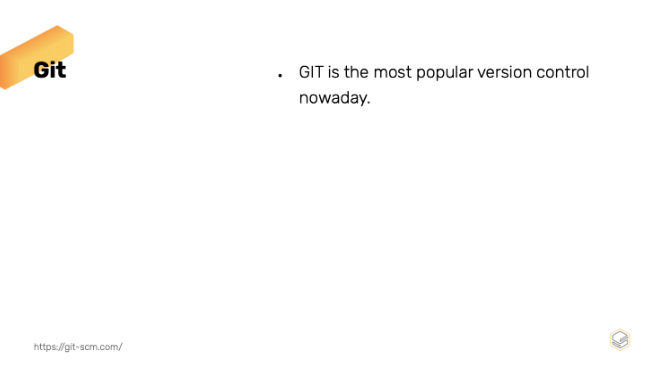 Git
• GIT is the most popular version control
nowaday.
https://git-scm.com/